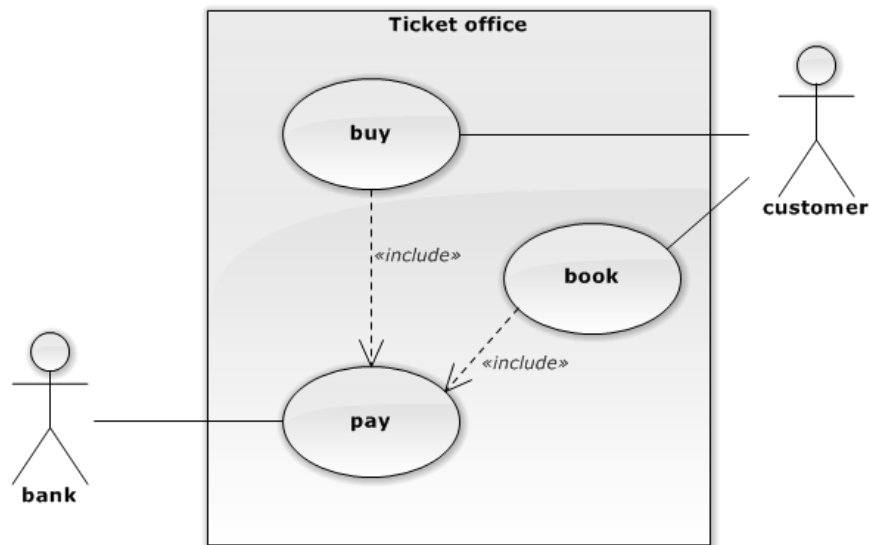 Ticket office
buy
customer
«include»
book
«include»
pay
bank